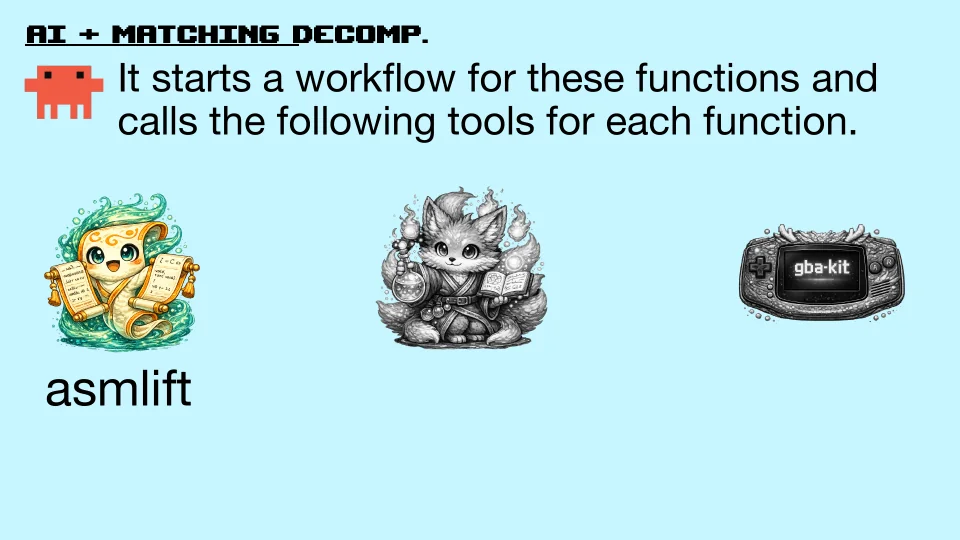 AI + MATCHING DECOMP.
It starts a workflow for these functions and
calls the following tools for each function.
gba-kit
asmlift